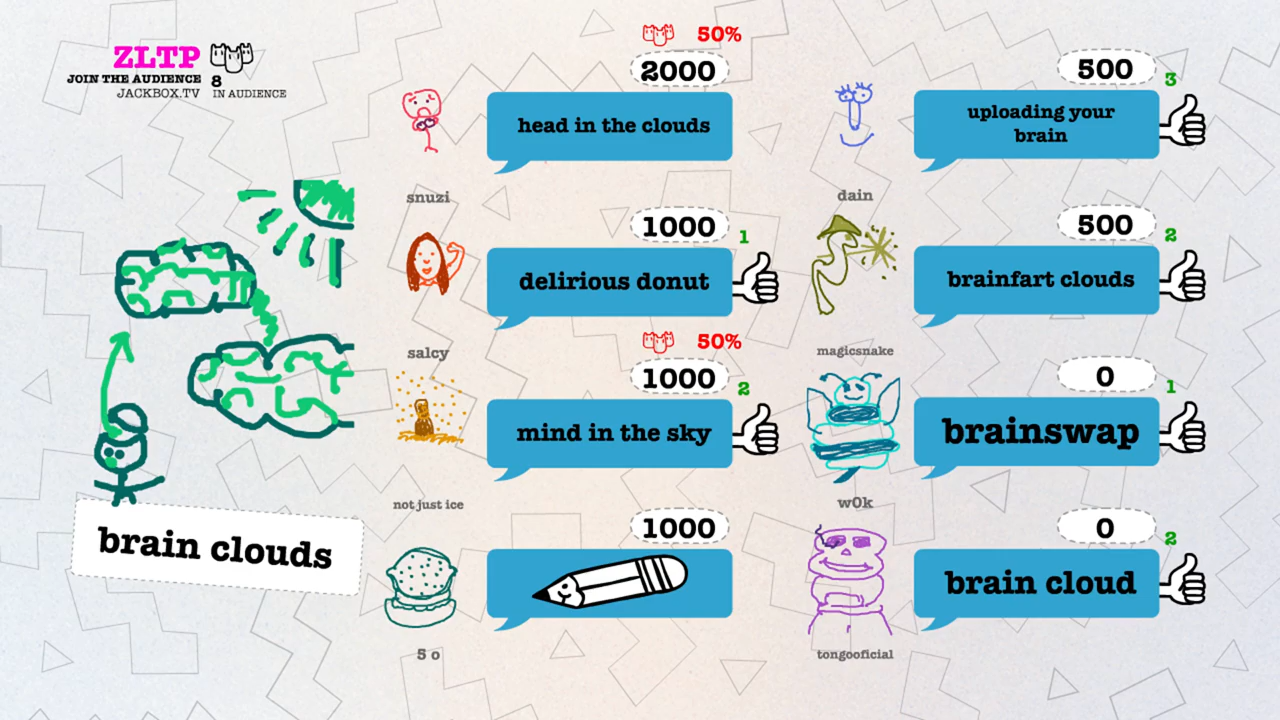 ZLTP
JOIN THE AUDIENCE
JACKBOX.TV
8
IN AUDIENCE
brain clouds
50%
2000
head in the clouds
snuzi
1000
1
delirious donut
salcy
50%
1000
2
mind in the sky
not just ice
1000
5 o
500
3
uploading your
brain
dain
500
2
brainfart clouds
magicsnake
0
1
brainswap
w0k
0
2
brain cloud
tongooficial